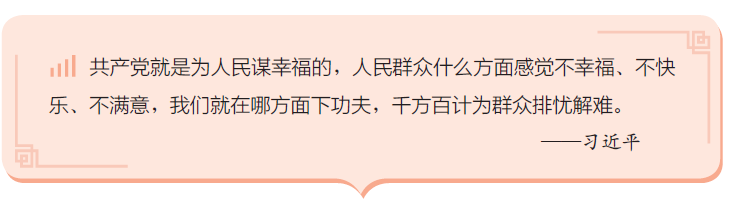 共产党就是为人民谋幸福的，人民群众什么方面感觉不幸福、不快
乐、不满意，我们就在哪方面下功夫，千方百计为群众排忧解难。
——习近平